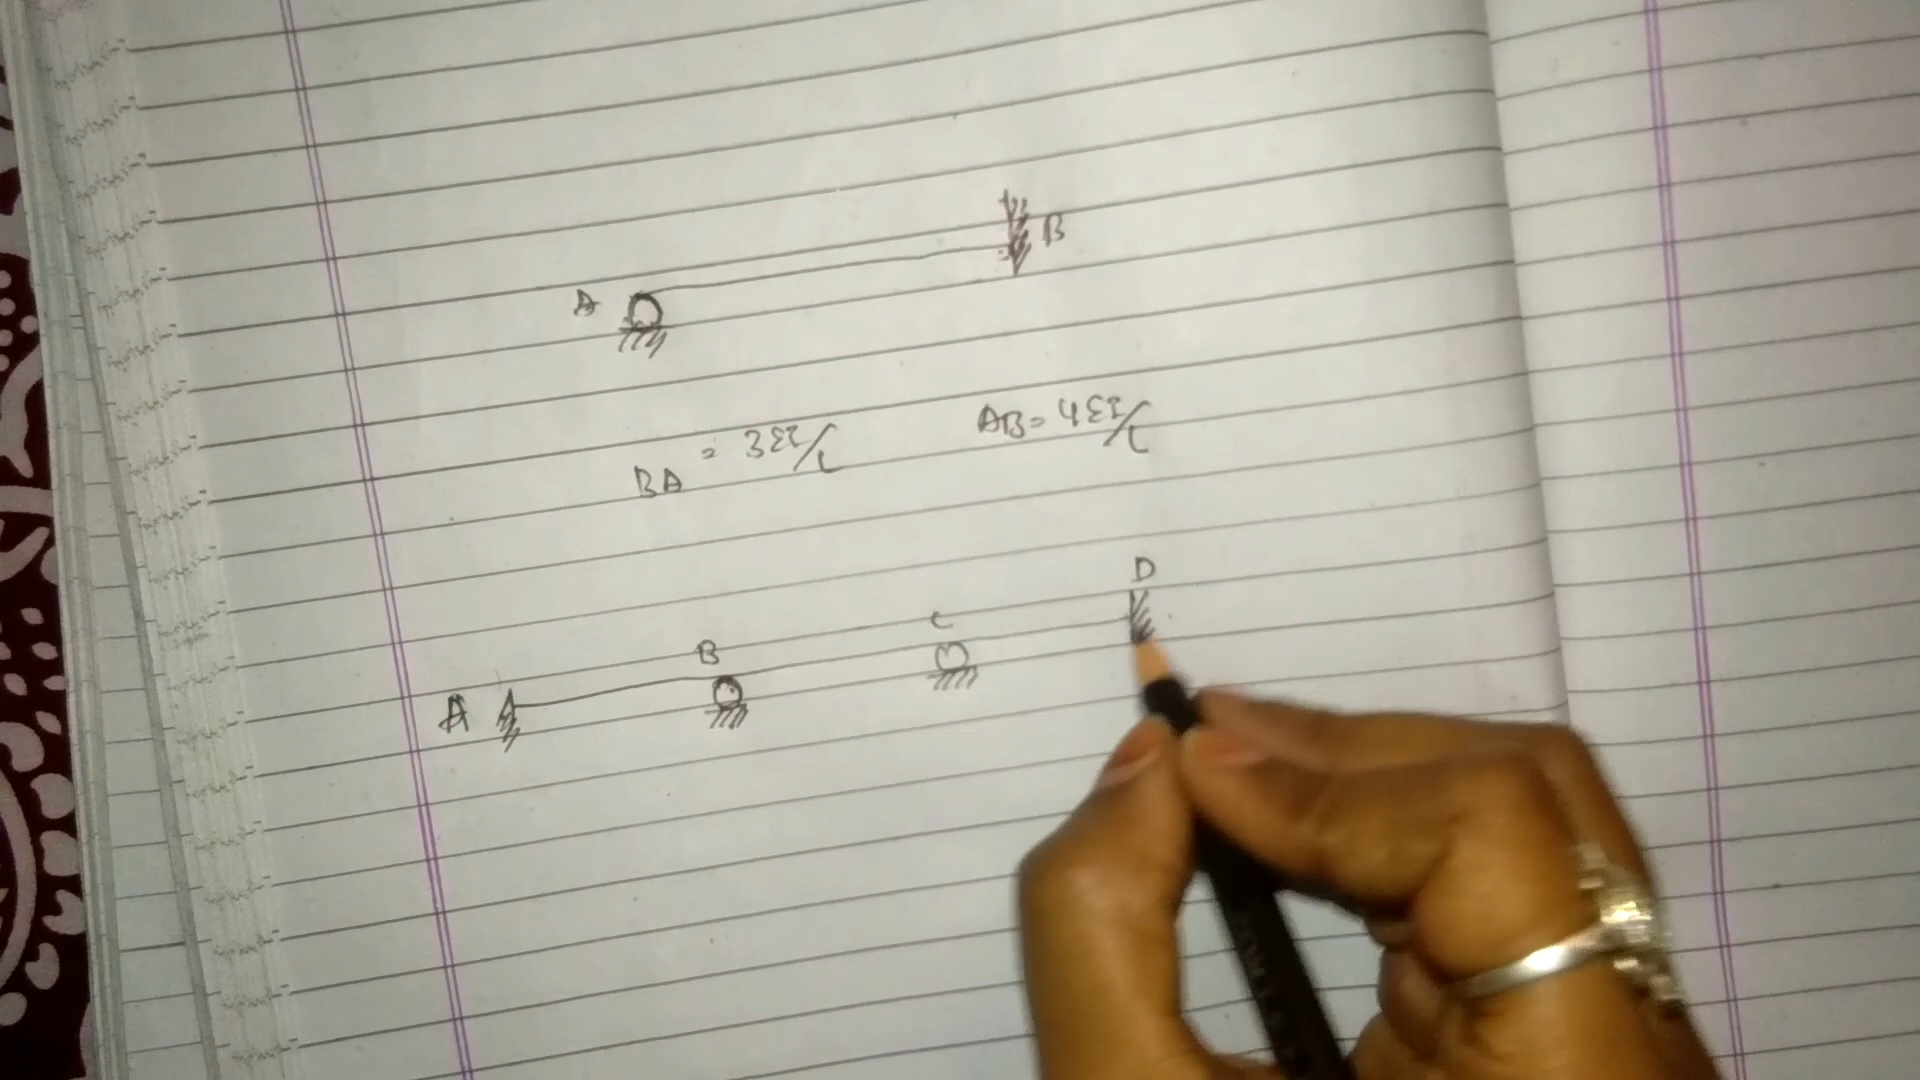 A B
BA = 3EI/L AB = 4EI/L
A B C D